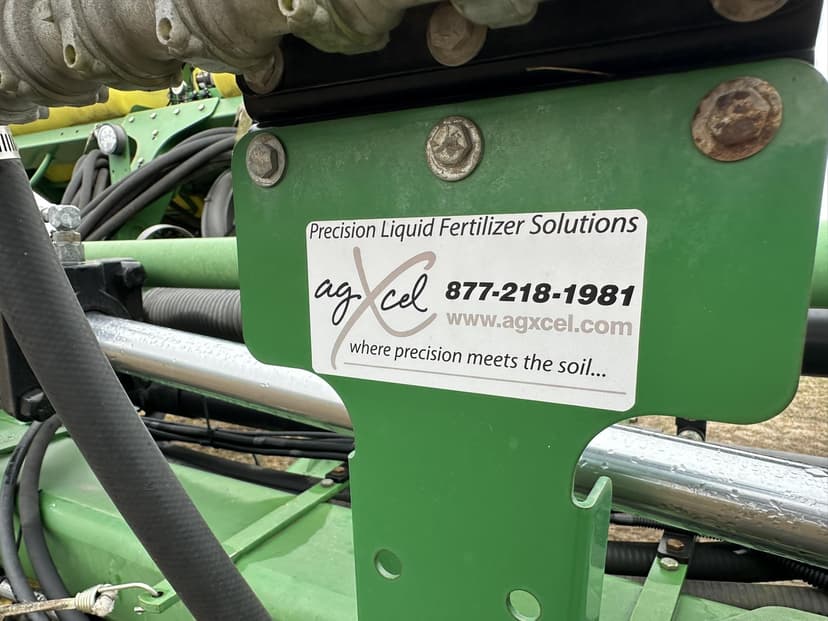 Precision Liquid Fertilizer Solutions
agXcel
877-218-1981
www.agxcel.com
where precision meets the soil...